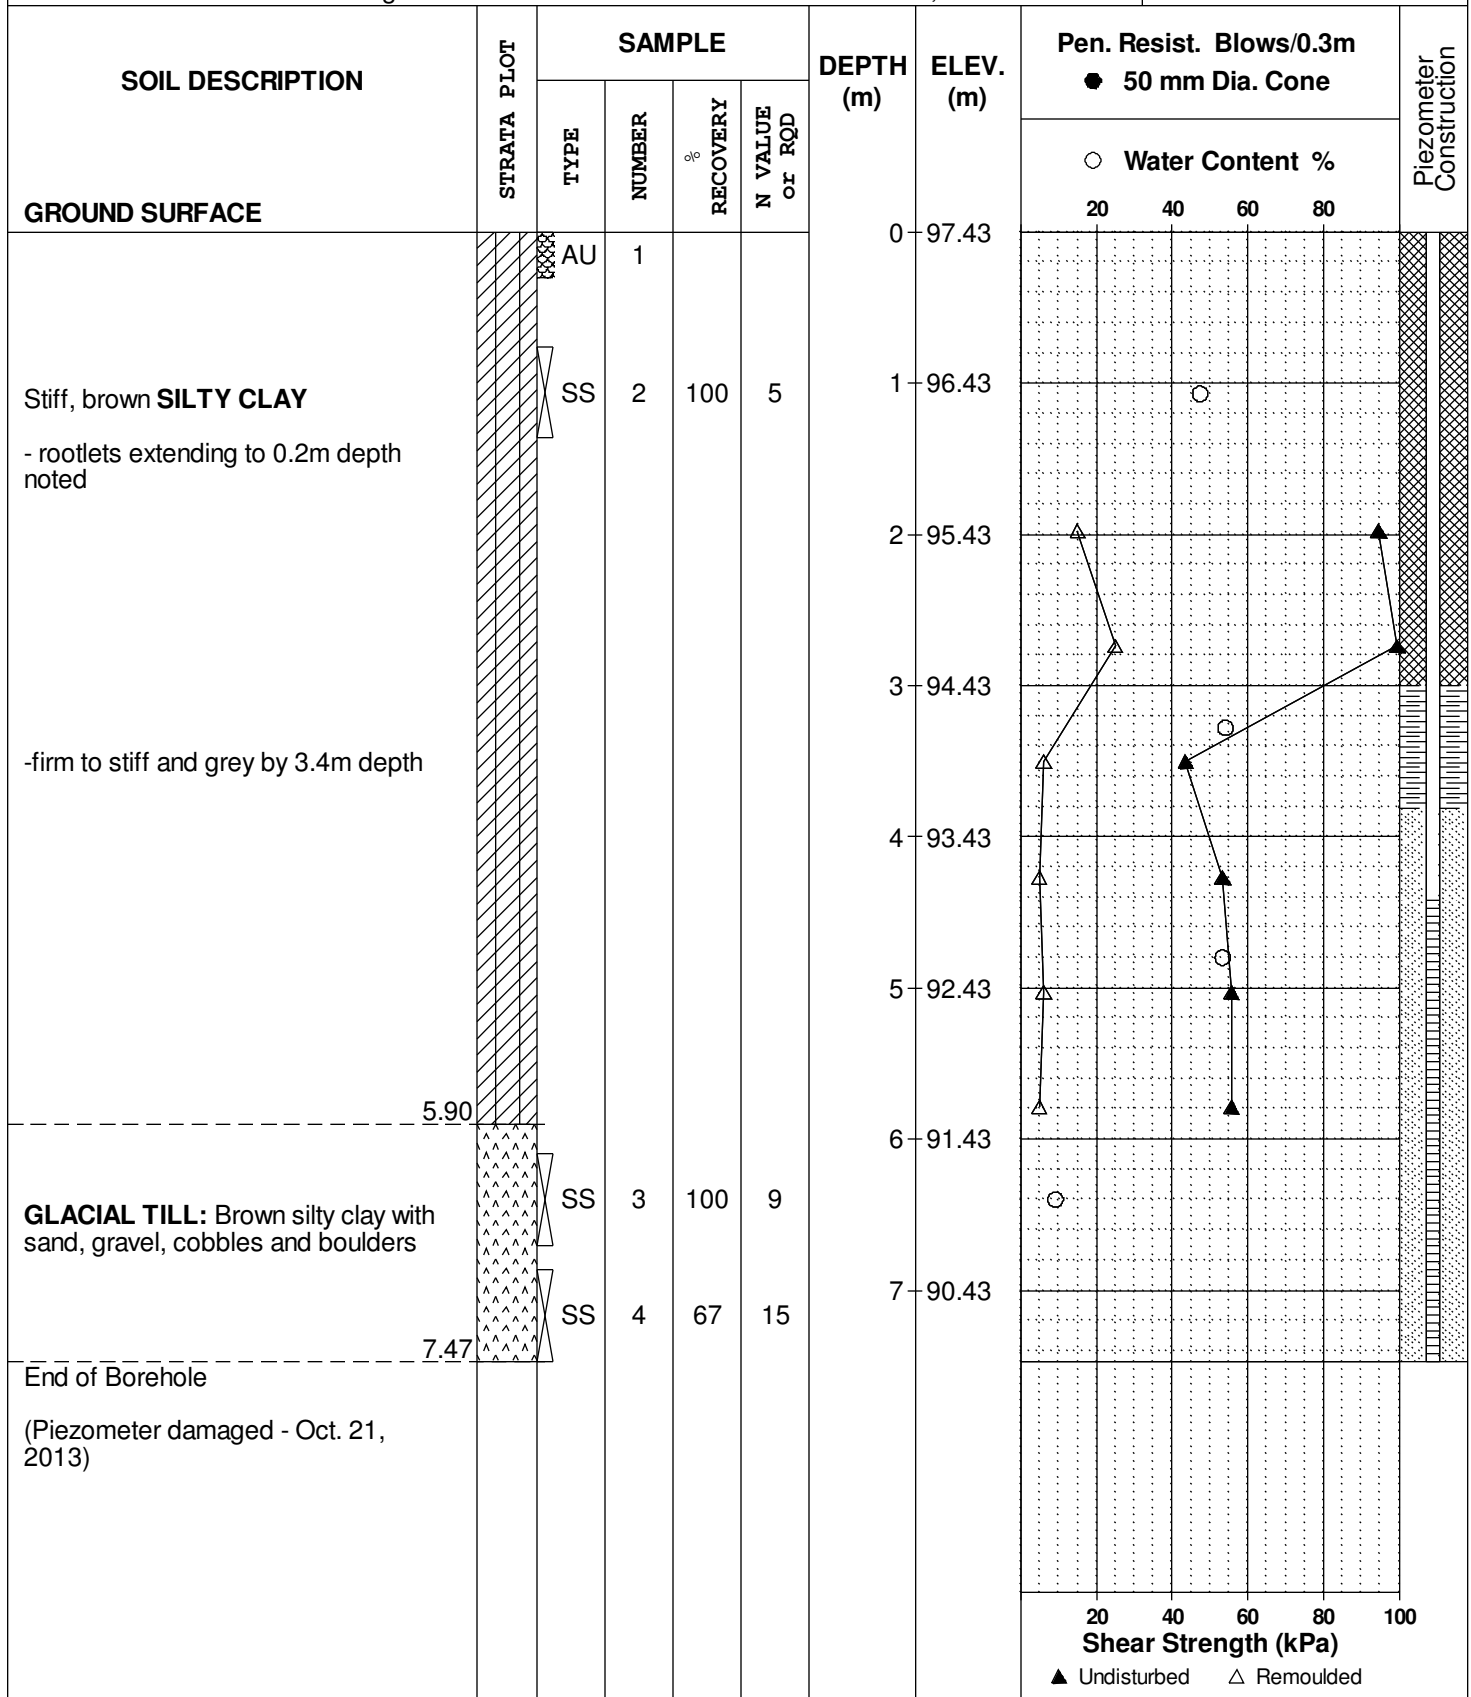 SOIL DESCRIPTION
GROUND SURFACE
STRATA PLOT
SAMPLE
TYPE
NUMBER
%
RECOVERY
N VALUE
or RQD
DEPTH
(m)
ELEV.
(m)
Pen. Resist. Blows/0.3m
● 50 mm Dia. Cone
○ Water Content %
20 40 60 80
Piezometer
Construction
0 97.43
AU 1
Stiff, brown SILTY CLAY
SS 2 100 5
1 96.43
- rootlets extending to 0.2m depth
noted
2 95.43
3 94.43
-firm to stiff and grey by 3.4m depth
4 93.43
5 92.43
5.90
6 91.43
GLACIAL TILL: Brown silty clay with
sand, gravel, cobbles and boulders
SS 3 100 9
7 90.43
SS 4 67 15
7.47
End of Borehole
(Piezometer damaged - Oct. 21,
2013)
20 40 60 80 100
Shear Strength (kPa)
▲ Undisturbed △ Remoulded